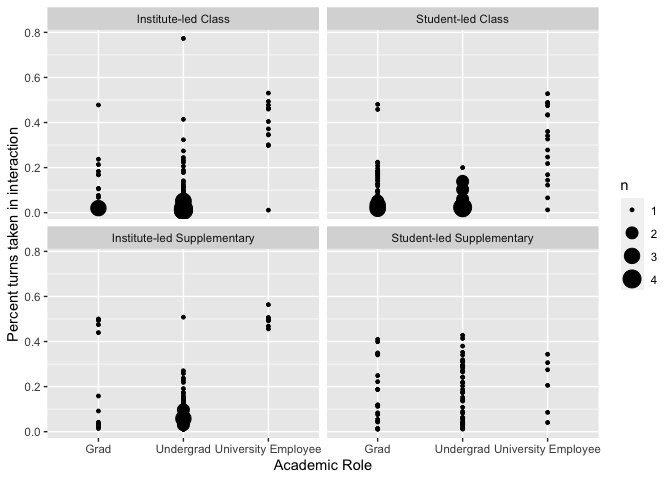 Institute-led Class
Student-led Class
0.8
0.6
0.4
0.2
0.0
Institute-led Supplementary
Student-led Supplementary
0.8
0.6
0.4
0.2
0.0
Percent turns taken in interaction
Grad
Undergrad
University Employee
Grad
Undergrad
University Employee
Academic Role
n
1
2
3
4